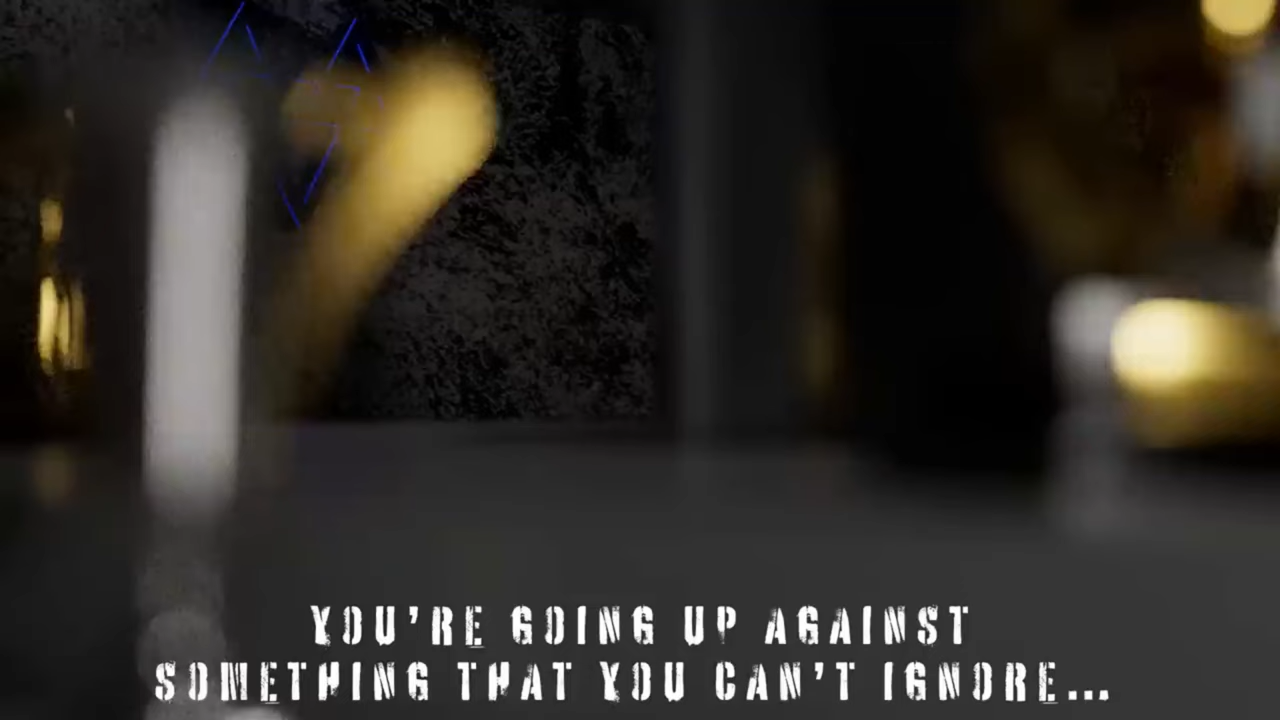 YOU'RE GOING UP AGAINST
SOMETHING THAT YOU CAN'T IGNORE...